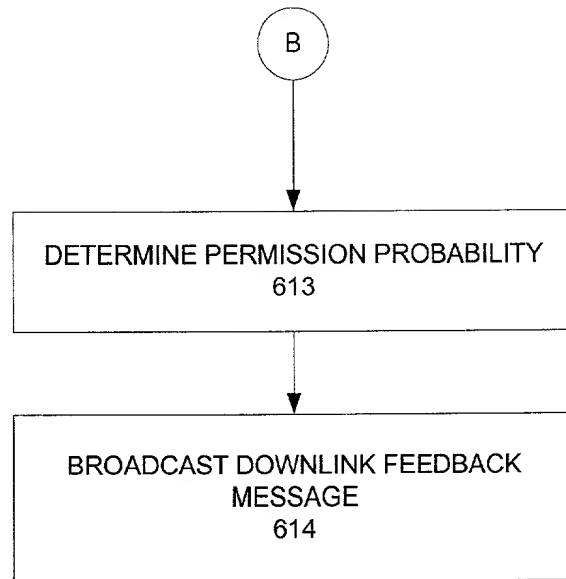 B
DETERMINE PERMISSION PROBABILITY
613
BROADCAST DOWNLINK FEEDBACK
MESSAGE
614